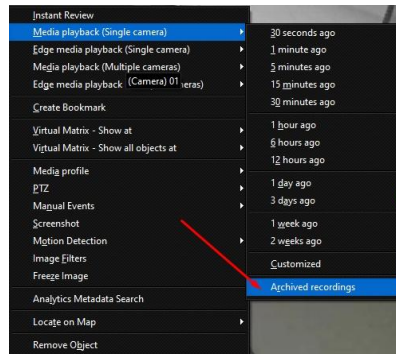 Instant Review
Media playback (Single camera)
Edge media playback (Single camera)
Media playback (Multiple cameras)
Edge media playback (Camera) 01 eras)
Create Bookmark
Virtual Matrix - Show at
Virtual Matrix - Show all objects at
Media profile
PTZ
Manual Events
Screenshot
Motion Detection
Image Filters
Freeze Image
Analytics Metadata Search
Locate on Map
Remove Object
30 seconds ago
1 minute ago
5 minutes ago
15 minutes ago
30 minutes ago
1 hour ago
6 hours ago
12 hours ago
1 day ago
3 days ago
1 week ago
2 weeks ago
Customized
Archived recordings